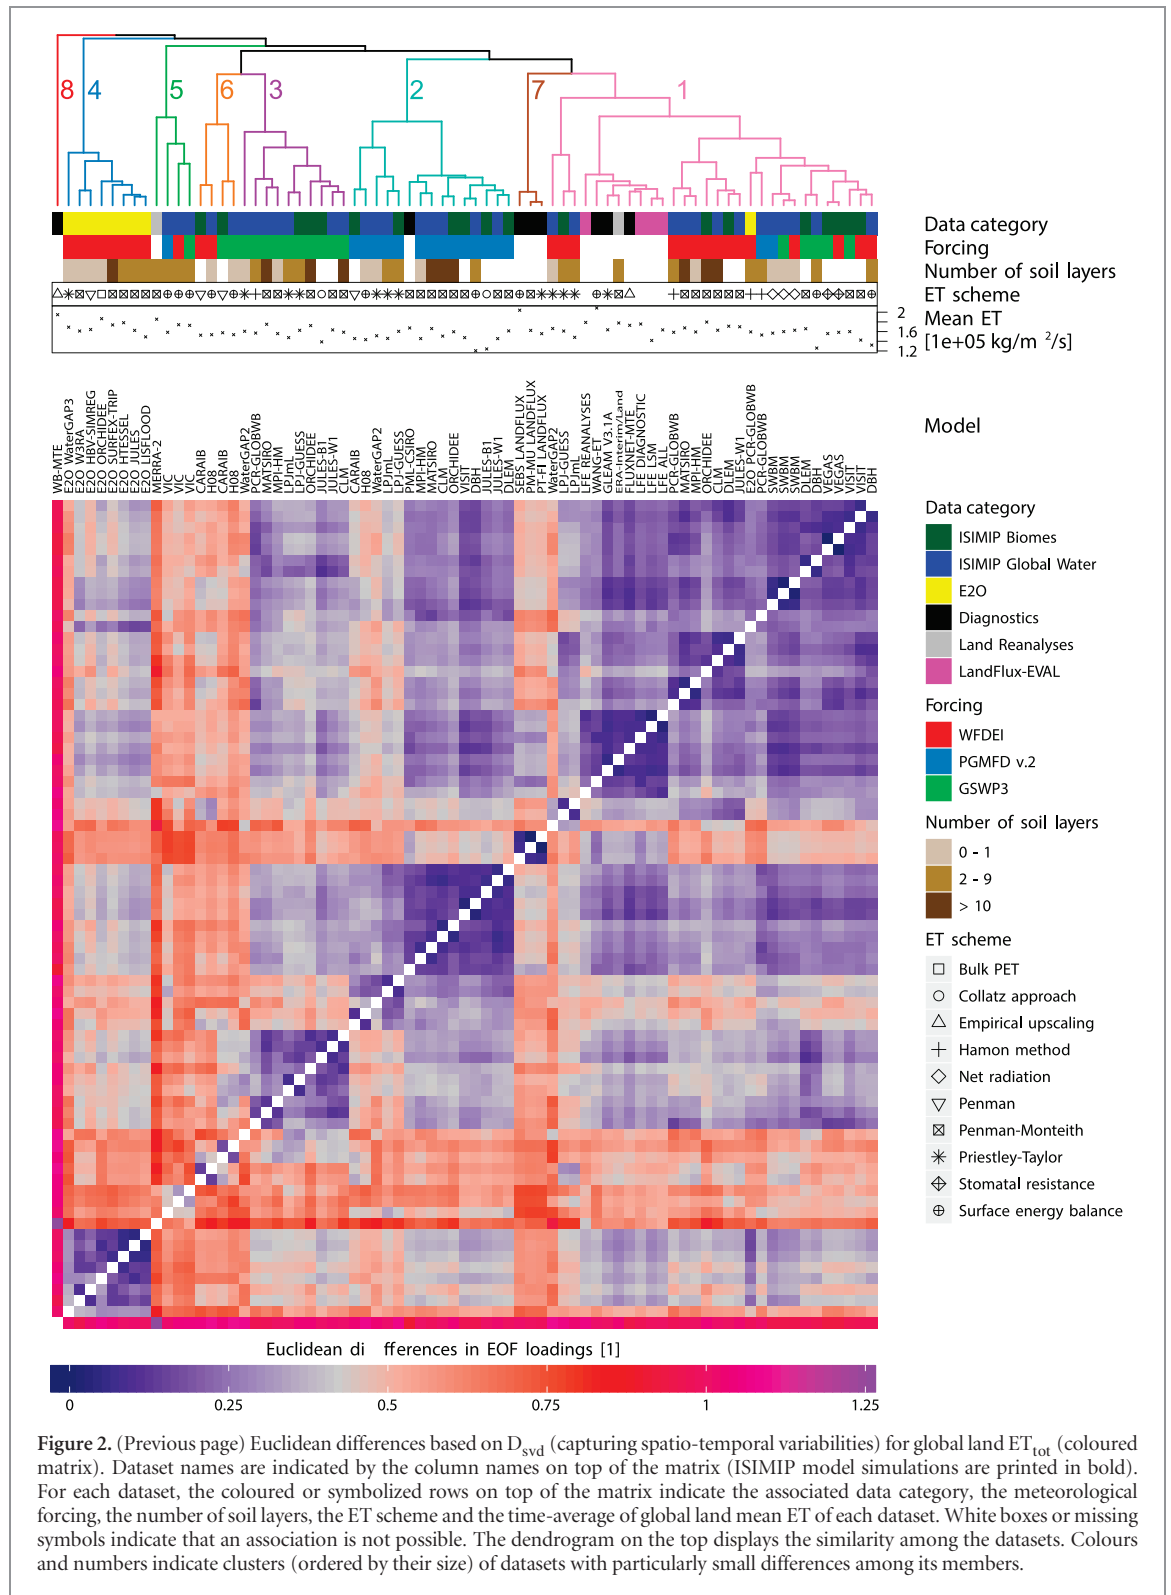 8 4 5 6 3 2 7 1
Data category
Forcing
Number of soil layers
ET scheme
Mean ET
[1e+05 kg/m ²/s]
2
1.6
1.2
Model
WB-MTE
E2O WaterGAP3
E2O W3RA
E2O HBV-SIMREG
E2O ORCHIDEE
E2O SURFEX-TRIP
E2O HTESSEL
E2O JULES
E2O LISFLOOD
MERRA-2
VIC
VIC
VIC
CARAIB
H08
CARAIB
H08
WaterGAP2
PCR-GLOBWB
MATSIRO
MPI-HM
LPJmL
LPJ-GUESS
ORCHIDEE
JULES-B1
JULES-W1
CLM
CARAIB
H08
WaterGAP2
LPJmL
LPJ-GUESS
PML-CSIRO
MPI-HM
MATSIRO
CLM
ORCHIDEE
VISIT
DBH
JULES-B1
JULES-W1
DLEM
SEBS LANDFLUX
PM-MU LANDFLUX
PT-FI LANDFLUX
WaterGAP2
LPJ-GUESS
LPJmL
LFE REANALYSES
WANG-ET
GLEAM V3.1A
ERA-Interim/Land
FLUXNET-MTE
LFE DIAGNOSTIC
LFE LSM
LFE ALL
PCR-GLOBWB
MATSIRO
MPI-HM
ORCHIDEE
CLM
DLEM
JULES-W1
E2O PCR-GLOBWB
PCR-GLOBWB
SWBM
SWBM
SWBM
DLEM
DBH
VEGAS
VEGAS
VISIT
VISIT
DBH
Data category
ISIMIP Biomes
ISIMIP Global Water
E2O
Diagnostics
Land Reanalyses
LandFlux-EVAL
Forcing
WFDEI
PGMFD v.2
GSWP3
Number of soil layers
0 - 1
2 - 9
> 10
ET scheme
Bulk PET
Collatz approach
Empirical upscaling
Hamon method
Net radiation
Penman
Penman-Monteith
Priestley-Taylor
Stomatal resistance
Surface energy balance
Euclidean di fferences in EOF loadings [1]
0 0.25 0.5 0.75 1 1.25
Figure 2. (Previous page) Euclidean differences based on Dsvd (capturing spatio-temporal variabilities) for global land ETtot (coloured
matrix). Dataset names are indicated by the column names on top of the matrix (ISIMIP model simulations are printed in bold).
For each dataset, the coloured or symbolized rows on top of the matrix indicate the associated data category, the meteorological
forcing, the number of soil layers, the ET scheme and the time-average of global land mean ET of each dataset. White boxes or missing
symbols indicate that an association is not possible. The dendrogram on the top displays the similarity among the datasets. Colours
and numbers indicate clusters (ordered by their size) of datasets with particularly small differences among its members.